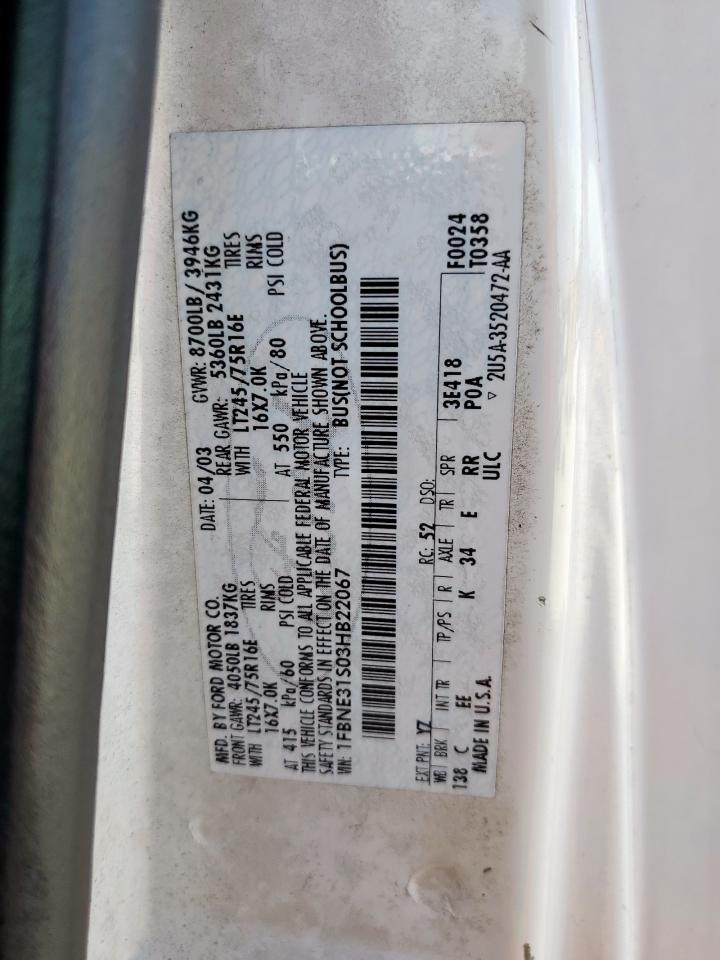 MFD. BY FORD MOTOR CO. DATE: 04/03 GVWR: 8700LB / 3946KG
FRONT GAWR: 4050LB 1837KG REAR GAWR: 5360LB 2431KG
WITH LT245/75R16E TIRES WITH LT245/75R16E TIRES
16X7.0K RIMS 16X7.0K RIMS
AT 415 kPa/60 PSI COLD AT 550 kPa/80 PSI COLD
THIS VEHICLE CONFORMS TO ALL APPLICABLE FEDERAL MOTOR VEHICLE
SAFETY STANDARDS IN EFFECT ON THE DATE OF MANUFACTURE SHOWN ABOVE.
VIN: 1FBNE31S03HB22067 TYPE: BUS(NOT SCHOOLBUS)
EXT PNT: YZ RC: 52 DSO: F0024
WB BRK INT TR TP/PS R AXLE TR SPR 3E418 T0358
138 C EE K 34 E RR POA
MADE IN U.S.A. ULC ▽ 2U5A-3520472-AA